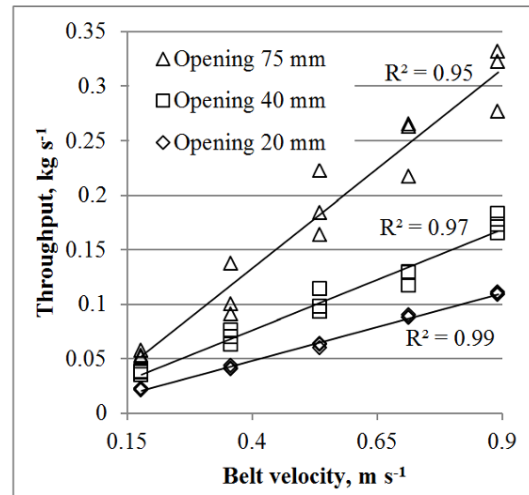 0.35
0.3
0.25
0.2
0.15
0.1
0.05
0
Throughput, kg s⁻¹
Opening 75 mm
Opening 40 mm
Opening 20 mm
R² = 0.95
R² = 0.97
R² = 0.99
0.15 0.4 0.65 0.9
Belt velocity, m s⁻¹